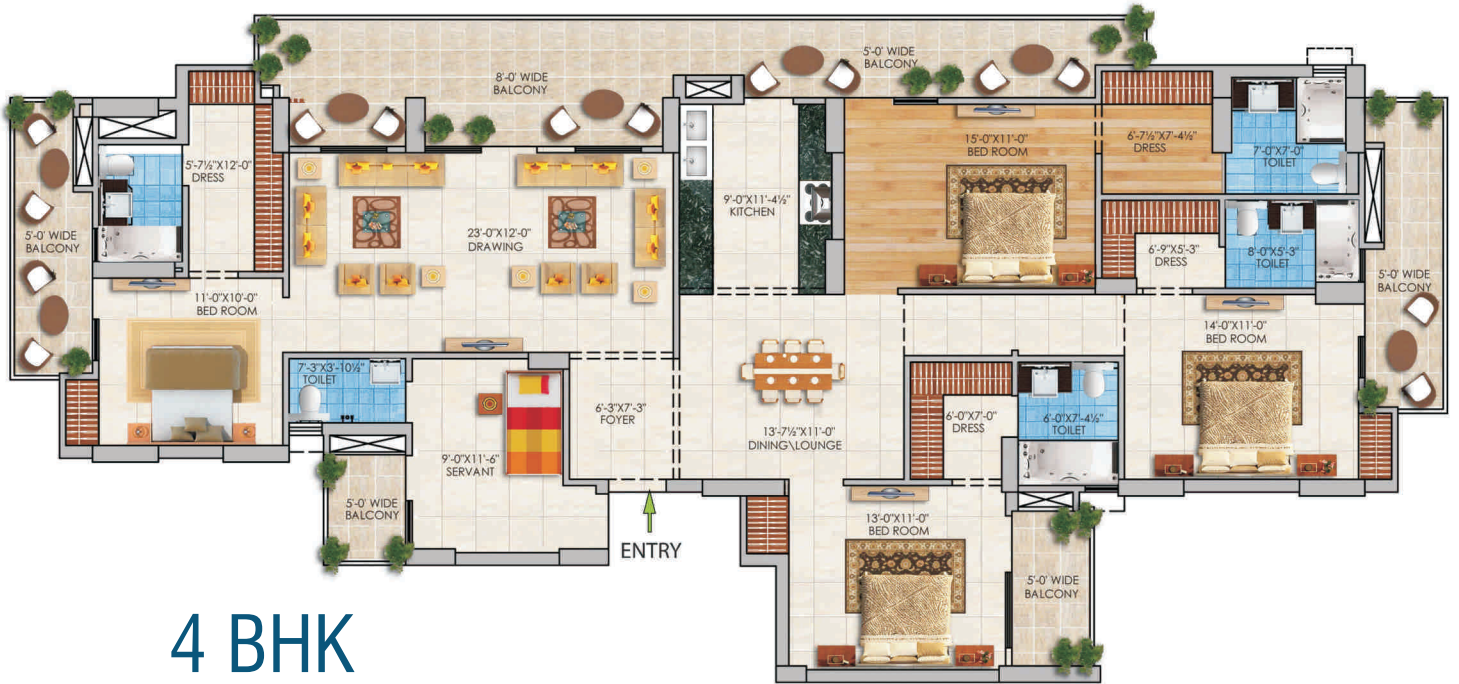 8'-0' WIDE
BALCONY
5'-0' WIDE
BALCONY
5'-7½"X12'-0"
DRESS
15'-0"X11'-0"
BED ROOM
6'-7½"X7'-4½"
DRESS
7'-0"X7'-0"
TOILET
9'-0"X11'-4½"
KITCHEN
5'-0' WIDE
BALCONY
23'-0"X12'-0"
DRAWING
6'-9"X5'-3"
DRESS
8'-0"X5'-3"
TOILET
5'-0' WIDE
BALCONY
11'-0"X10'-0"
BED ROOM
14'-0"X11'-0"
BED ROOM
7'-3"X3'-10½"
TOILET
6'-3"X7'-3"
FOYER
13'-7½"X11'-0"
DINING\LOUNGE
6'-0"X7'-0"
DRESS
6'-0"X7'-4½"
TOILET
9'-0"X11'-6"
SERVANT
5'-0' WIDE
BALCONY
13'-0"X11'-0"
BED ROOM
ENTRY
5'-0' WIDE
BALCONY
4 BHK